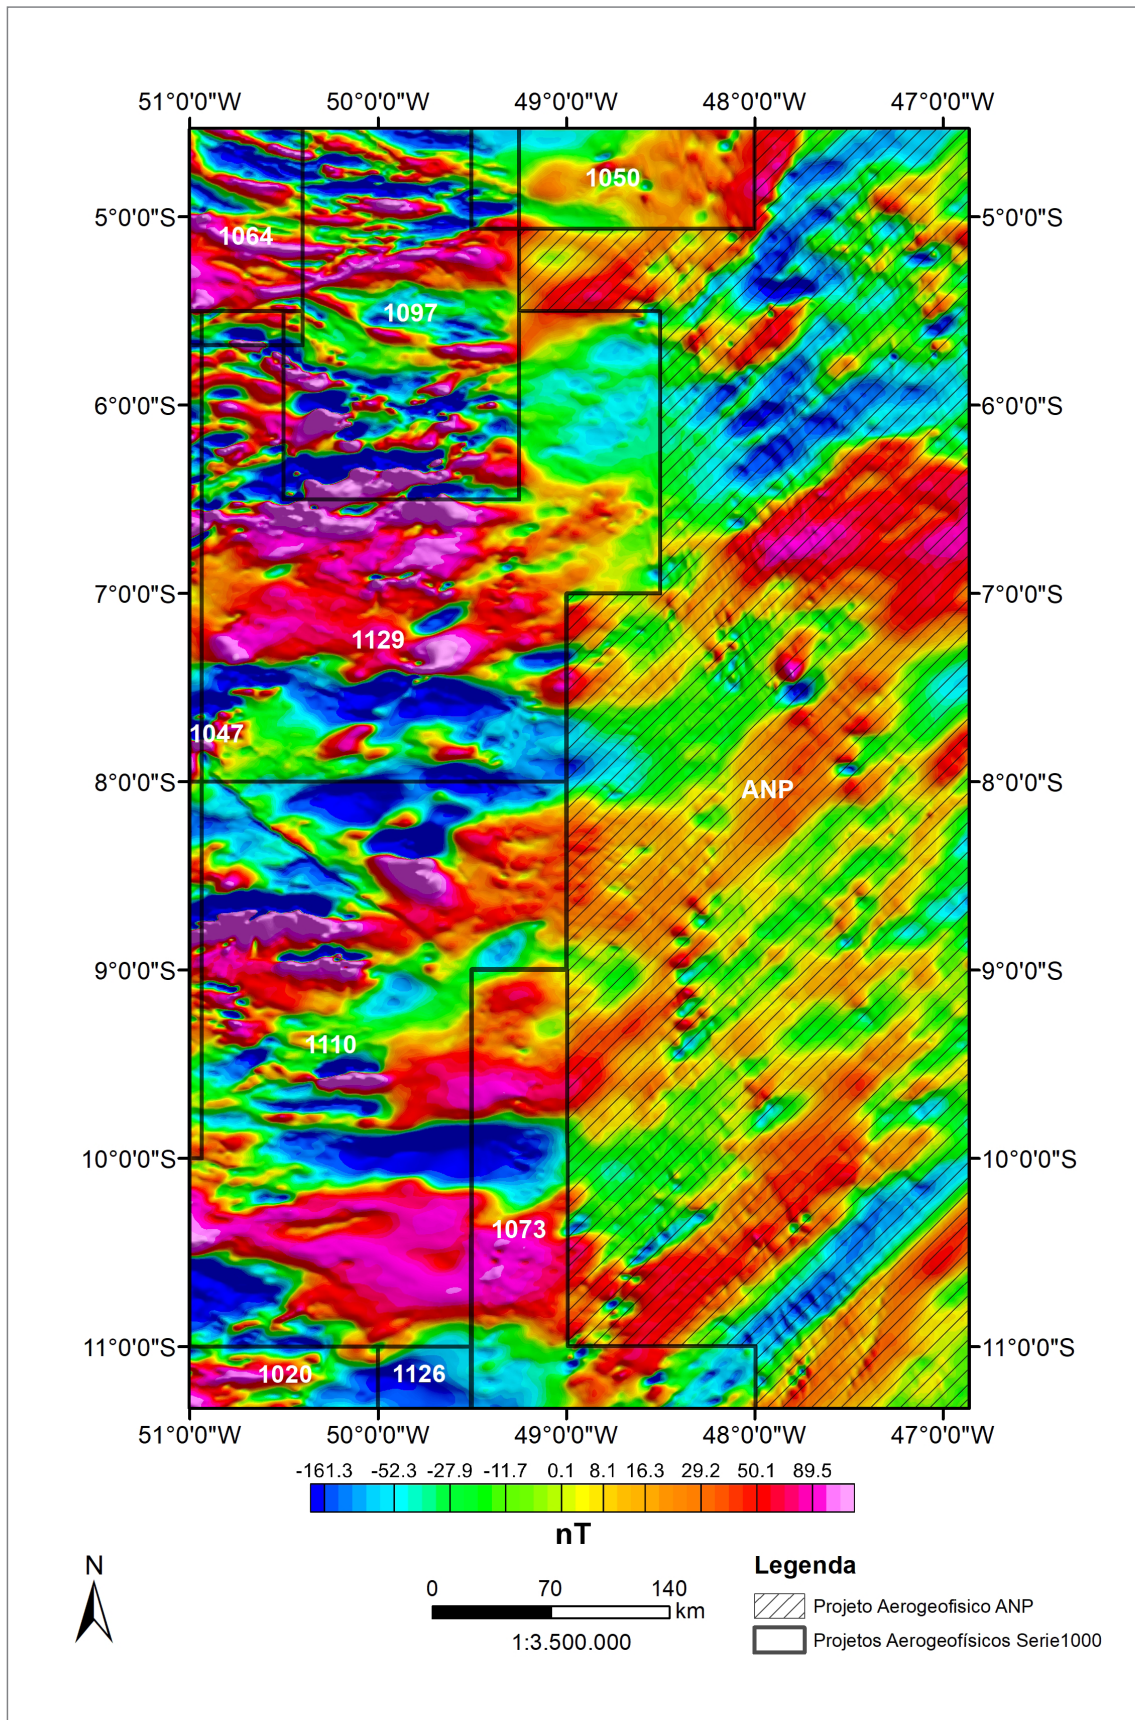 51°0'0"W 50°0'0"W 49°0'0"W 48°0'0"W 47°0'0"W
1050
5°0'0"S 5°0'0"S
1064
1097
6°0'0"S 6°0'0"S
7°0'0"S 7°0'0"S
1129
1047
8°0'0"S 8°0'0"S
ANP
9°0'0"S 9°0'0"S
1110
10°0'0"S 10°0'0"S
1073
11°0'0"S 11°0'0"S
1020 1126
51°0'0"W 50°0'0"W 49°0'0"W 48°0'0"W 47°0'0"W
-161.3 -52.3 -27.9 -11.7 0.1 8.1 16.3 29.2 50.1 89.5
nT
N
0 70 140
km
1:3.500.000
Legenda
Projeto Aerogeofisico ANP
Projetos Aerogeofísicos Serie1000